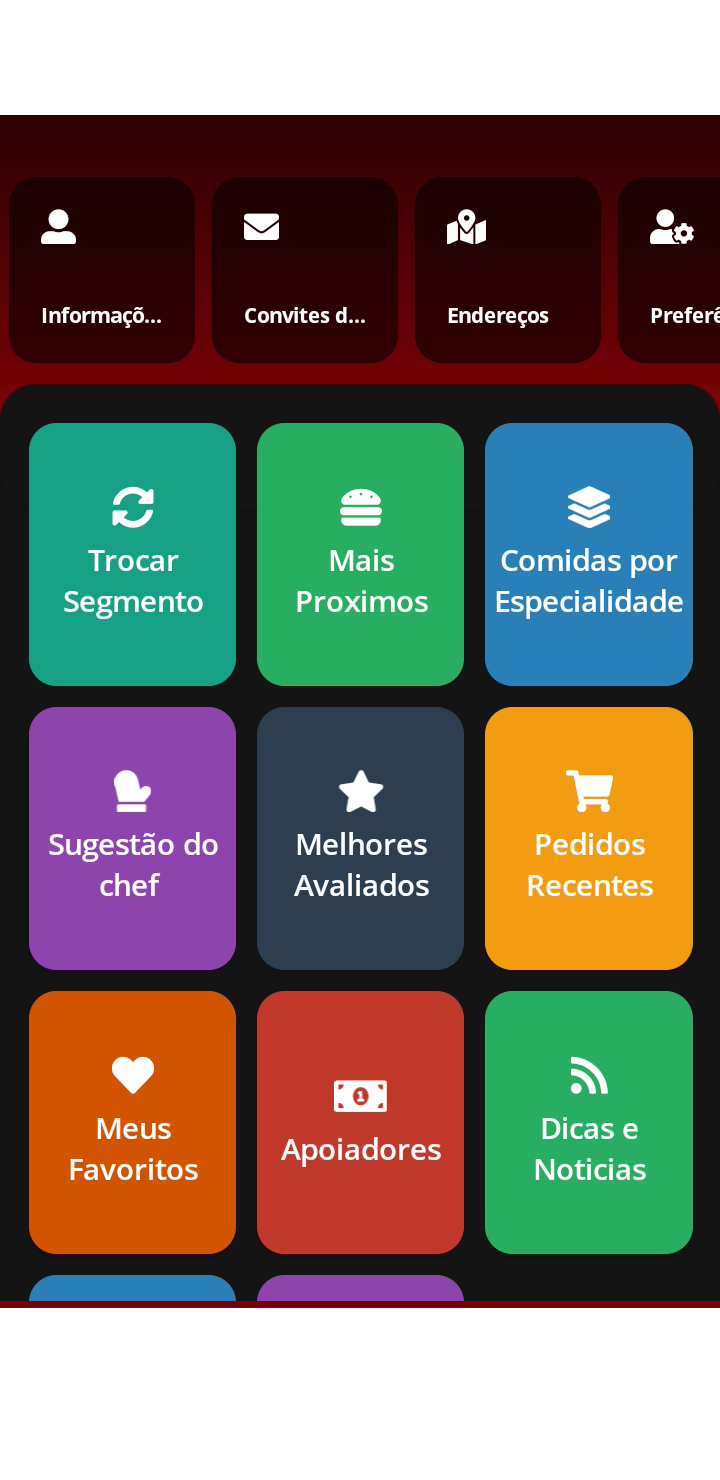 Informaçõ...
Convites d...
Endereços
Preferê
Trocar
Segmento
Mais
Proximos
Comidas por
Especialidade
Sugestão do
chef
Melhores
Avaliados
Pedidos
Recentes
Meus
Favoritos
1
Apoiadores
Dicas e
Noticias